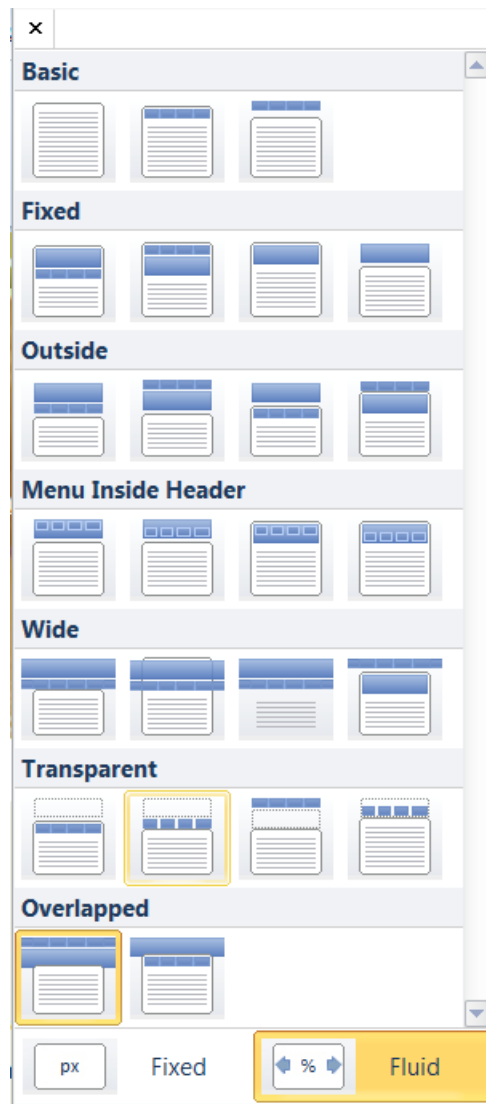 ×
Basic
Fixed
Outside
Menu Inside Header
Wide
Transparent
Overlapped
px Fixed % Fluid